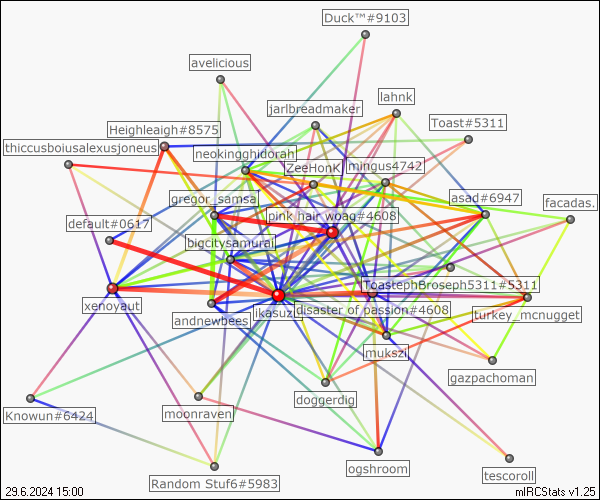 Duck™#9103
avelicious
lahnk
jarlbreadmaker
Toast#5311
Heighleaigh#8575
thiccusboiusalexusjoneus
neokingghidorah
ZeeHonK
mingus4742
gregor_samsa
asad#6947
facadas.
pink hair woag#4608
default#0617
bigcitysamurai
ToastephBroseph5311#5311
xenoyaut
ikasuz
disaster of passion#4608
turkey_mcnugget
andnewbees
mukszi
gazpachoman
doggerdig
Knowun#6424
moonraven
ogshroom
tescoroll
Random Stuf6#5983
29.6.2024 15:00
mIRCStats v1.25